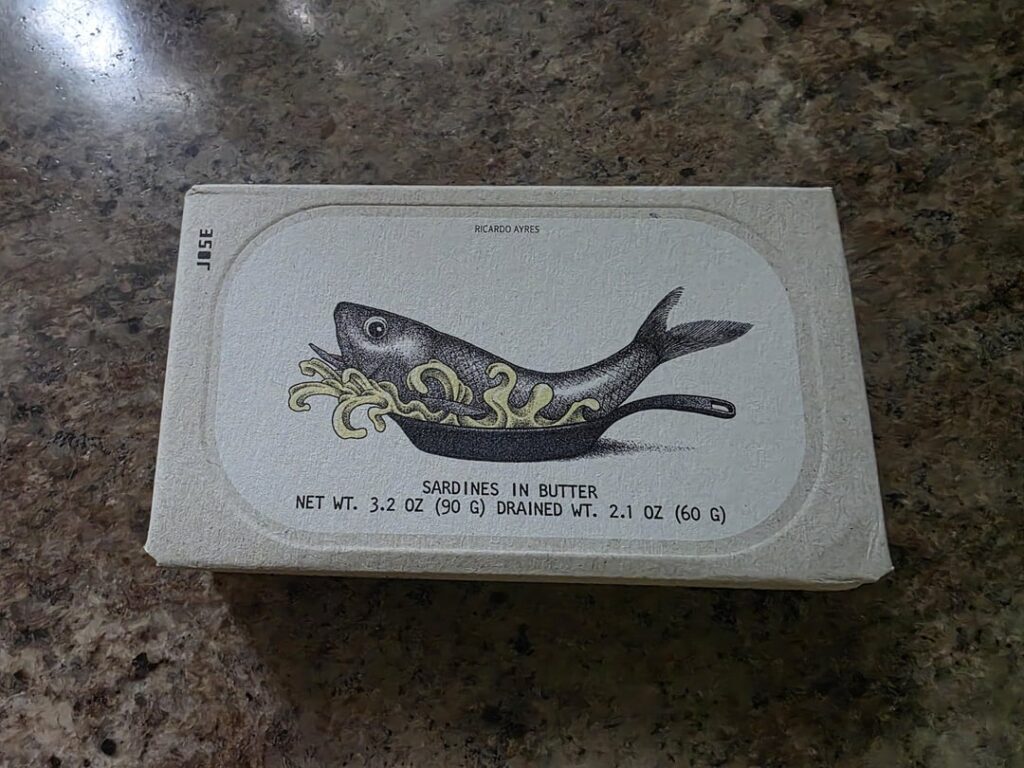 JOSE
RICARDO AYRES
SARDINES IN BUTTER
NET WT. 3.2 OZ (90 G) DRAINED WT. 2.1 OZ (60 G)